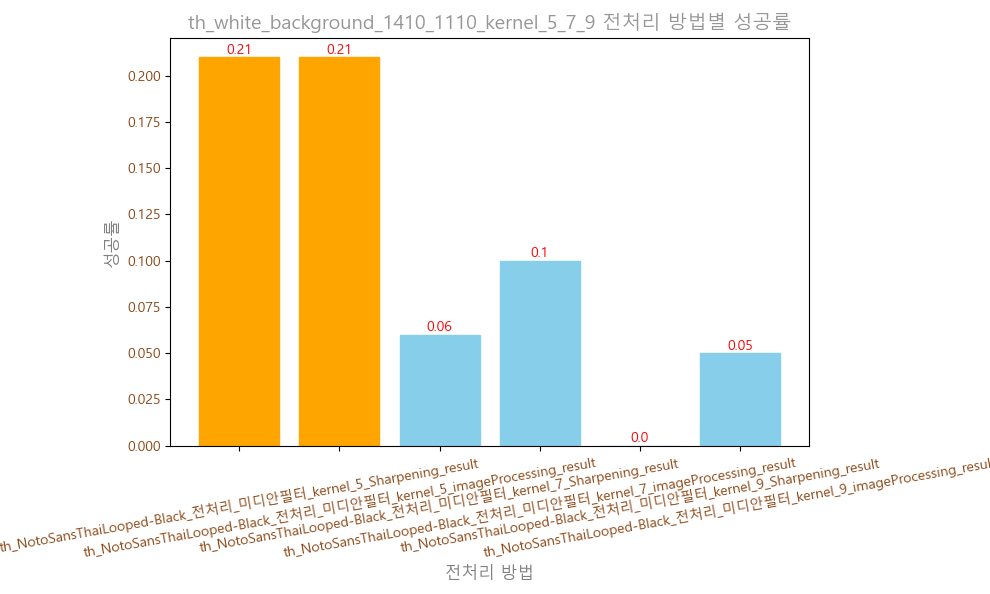 th_white_background_1410_1110_kernel_5_7_9 전처리 방법별 성공률
성공률
0.200
0.175
0.150
0.125
0.100
0.075
0.050
0.025
0.000
0.21
0.21
0.06
0.1
0.0
0.05
th_NotoSansThaiLooped-Black_전처리_미디안필터_kernel_5_Sharpening_result
th_NotoSansThaiLooped-Black_전처리_미디안필터_kernel_5_imageProcessing_result
th_NotoSansThaiLooped-Black_전처리_미디안필터_kernel_7_Sharpening_result
th_NotoSansThaiLooped-Black_전처리_미디안필터_kernel_7_imageProcessing_result
th_NotoSansThaiLooped-Black_전처리_미디안필터_kernel_9_Sharpening_result
th_NotoSansThaiLooped-Black_전처리_미디안필터_kernel_9_imageProcessing_result
전처리 방법